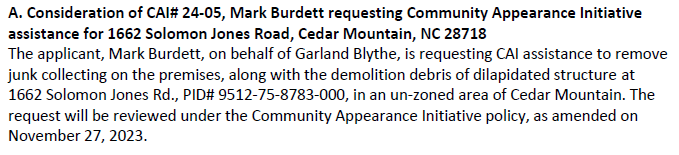 A. Consideration of CAI# 24-05, Mark Burdett requesting Community Appearance Initiative
assistance for 1662 Solomon Jones Road, Cedar Mountain, NC 28718
The applicant, Mark Burdett, on behalf of Garland Blythe, is requesting CAI assistance to remove
junk collecting on the premises, along with the demolition debris of dilapidated structure at
1662 Solomon Jones Rd., PID# 9512-75-8783-000, in an un-zoned area of Cedar Mountain. The
request will be reviewed under the Community Appearance Initiative policy, as amended on
November 27, 2023.